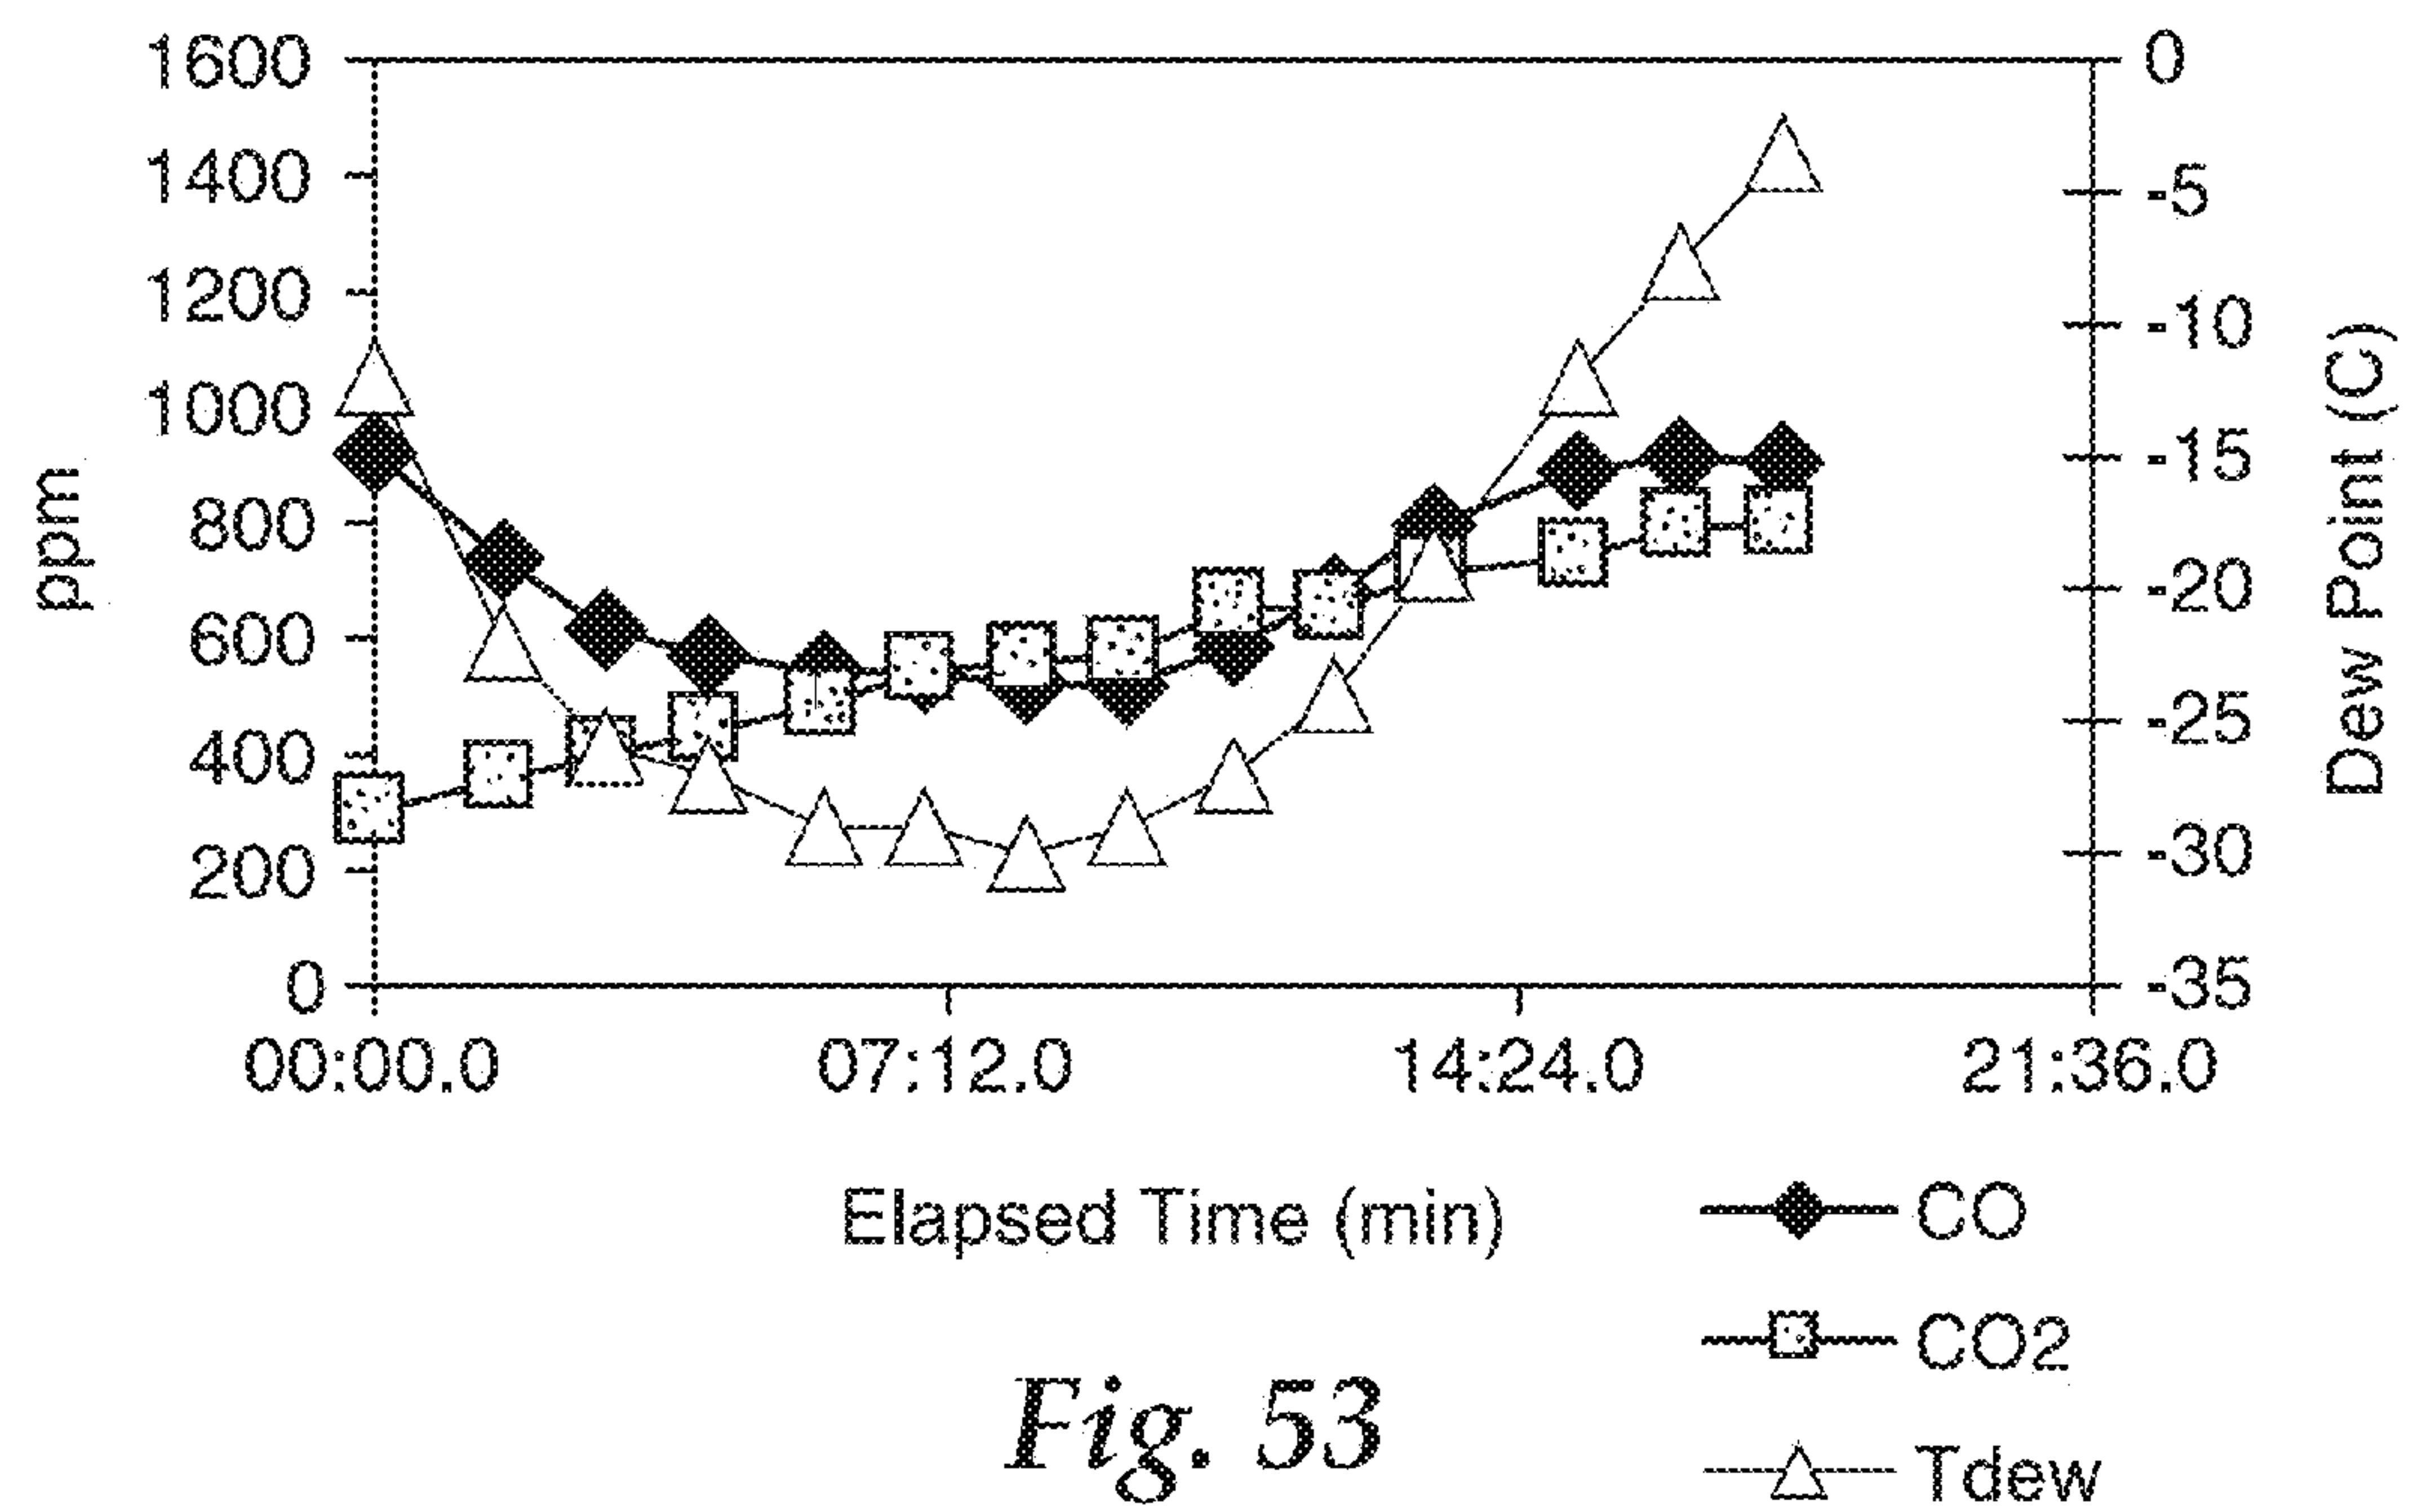 1600
1400
1200
1000
800
600
400
200
0
ppm
0
-5
-10
-15
-20
-25
-30
-35
Dew Point (C)
00:00.0 07:12.0 14:24.0 21:36.0
Elapsed Time (min)
CO
CO2
Tdew
Fig. 53